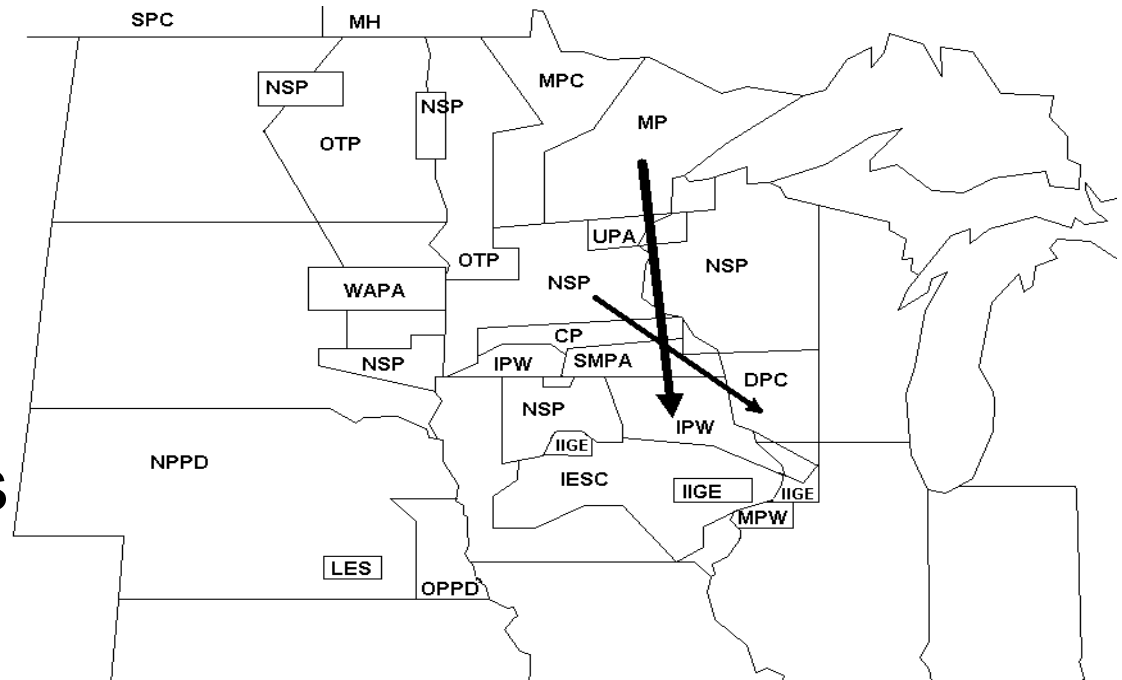 SPC
MH
NSP
MPC
NSP
MP
OTP
UPA
OTP
NSP
NSP
WAPA
CP
NSP
IPW
SMPA
DPC
NSP
IPW
IIGE
NPPD
IESC
IIGE
IIGE
MPW
LES
OPPD